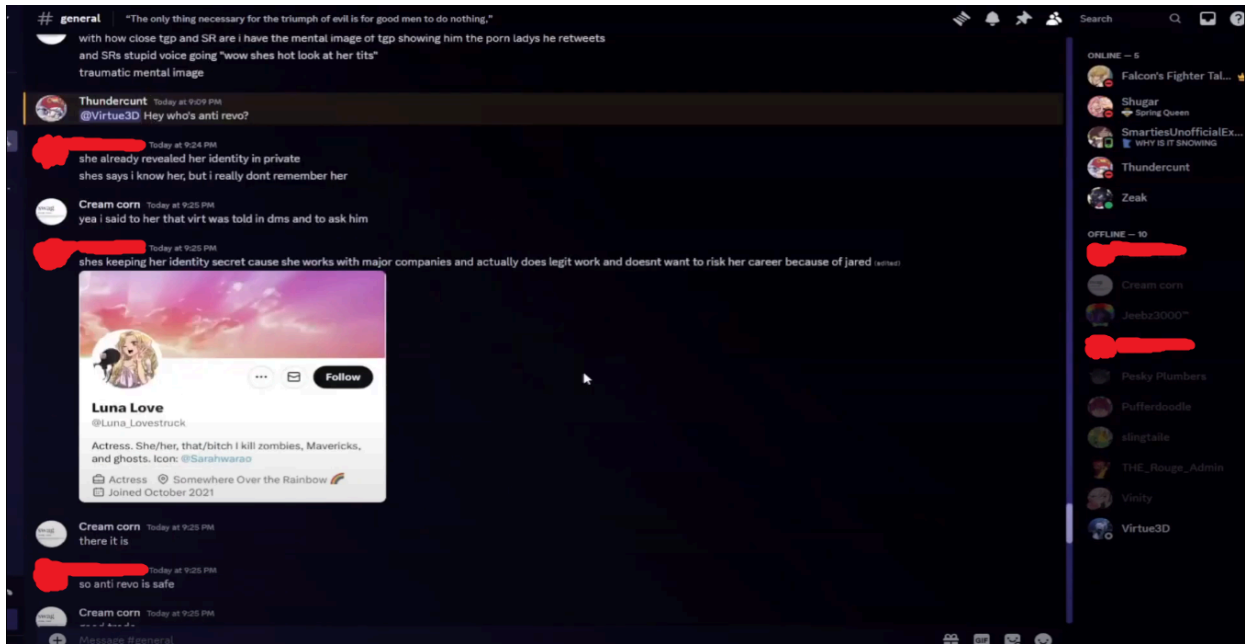 # general "The only thing necessary for the triumph of evil is for good men to do nothing,"
Search
with how close tgp and SR are i have the mental image of tgp showing him the porn ladys he retweets
and SRs stupid voice going "wow shes hot look at her tits"
traumatic mental image
Thundercunt Today at 9:09 PM
@Virtue3D Hey who's anti revo?
Today at 9:24 PM
she already revealed her identity in private
shes says i know her, but i really dont remember her
Cream corn Today at 9:25 PM
yea i said to her that virt was told in dms and to ask him
Today at 9:25 PM
shes keeping her identity secret cause she works with major companies and actually does legit work and doesnt want to risk her career because of jared (edited)
Follow
Luna Love
@Luna_Lovestruck
Actress. She/her, that/bitch I kill zombies, Mavericks,
and ghosts. Icon: @Sarahwarao
Actress Somewhere Over the Rainbow
Joined October 2021
Cream corn Today at 9:25 PM
there it is
Today at 9:25 PM
so anti revo is safe
Cream corn Today at 9:25 PM
Message #general
GIF
ONLINE — 5
Falcon's Fighter Tal...
Shugar
Spring Queen
SmartiesUnofficialEx...
WHY IS IT SNOWING
Thundercunt
Zeak
OFFLINE — 10
Cream corn
Jeebz3000™
Pesky Plumbers
Pufferdoodle
slingtaile
THE_Rouge_Admin
Vinity
Virtue3D